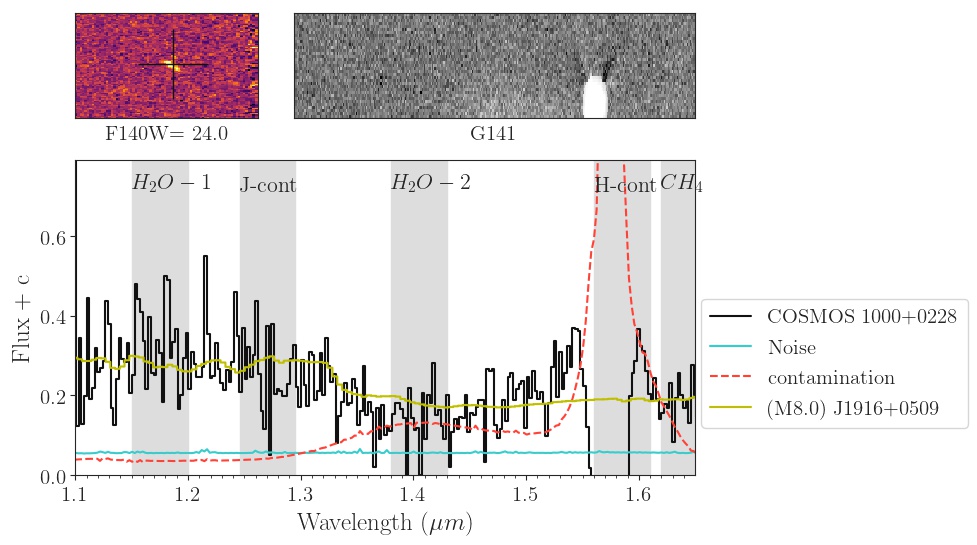 F140W= 24.0
G141
H₂O − 1
J-cont
H₂O − 2
H-cont
CH₄
Flux + c
0.6
0.4
0.2
0.0
1.1
1.2
1.3
1.4
1.5
1.6
Wavelength (μm)
COSMOS 1000+0228
Noise
contamination
(M8.0) J1916+0509